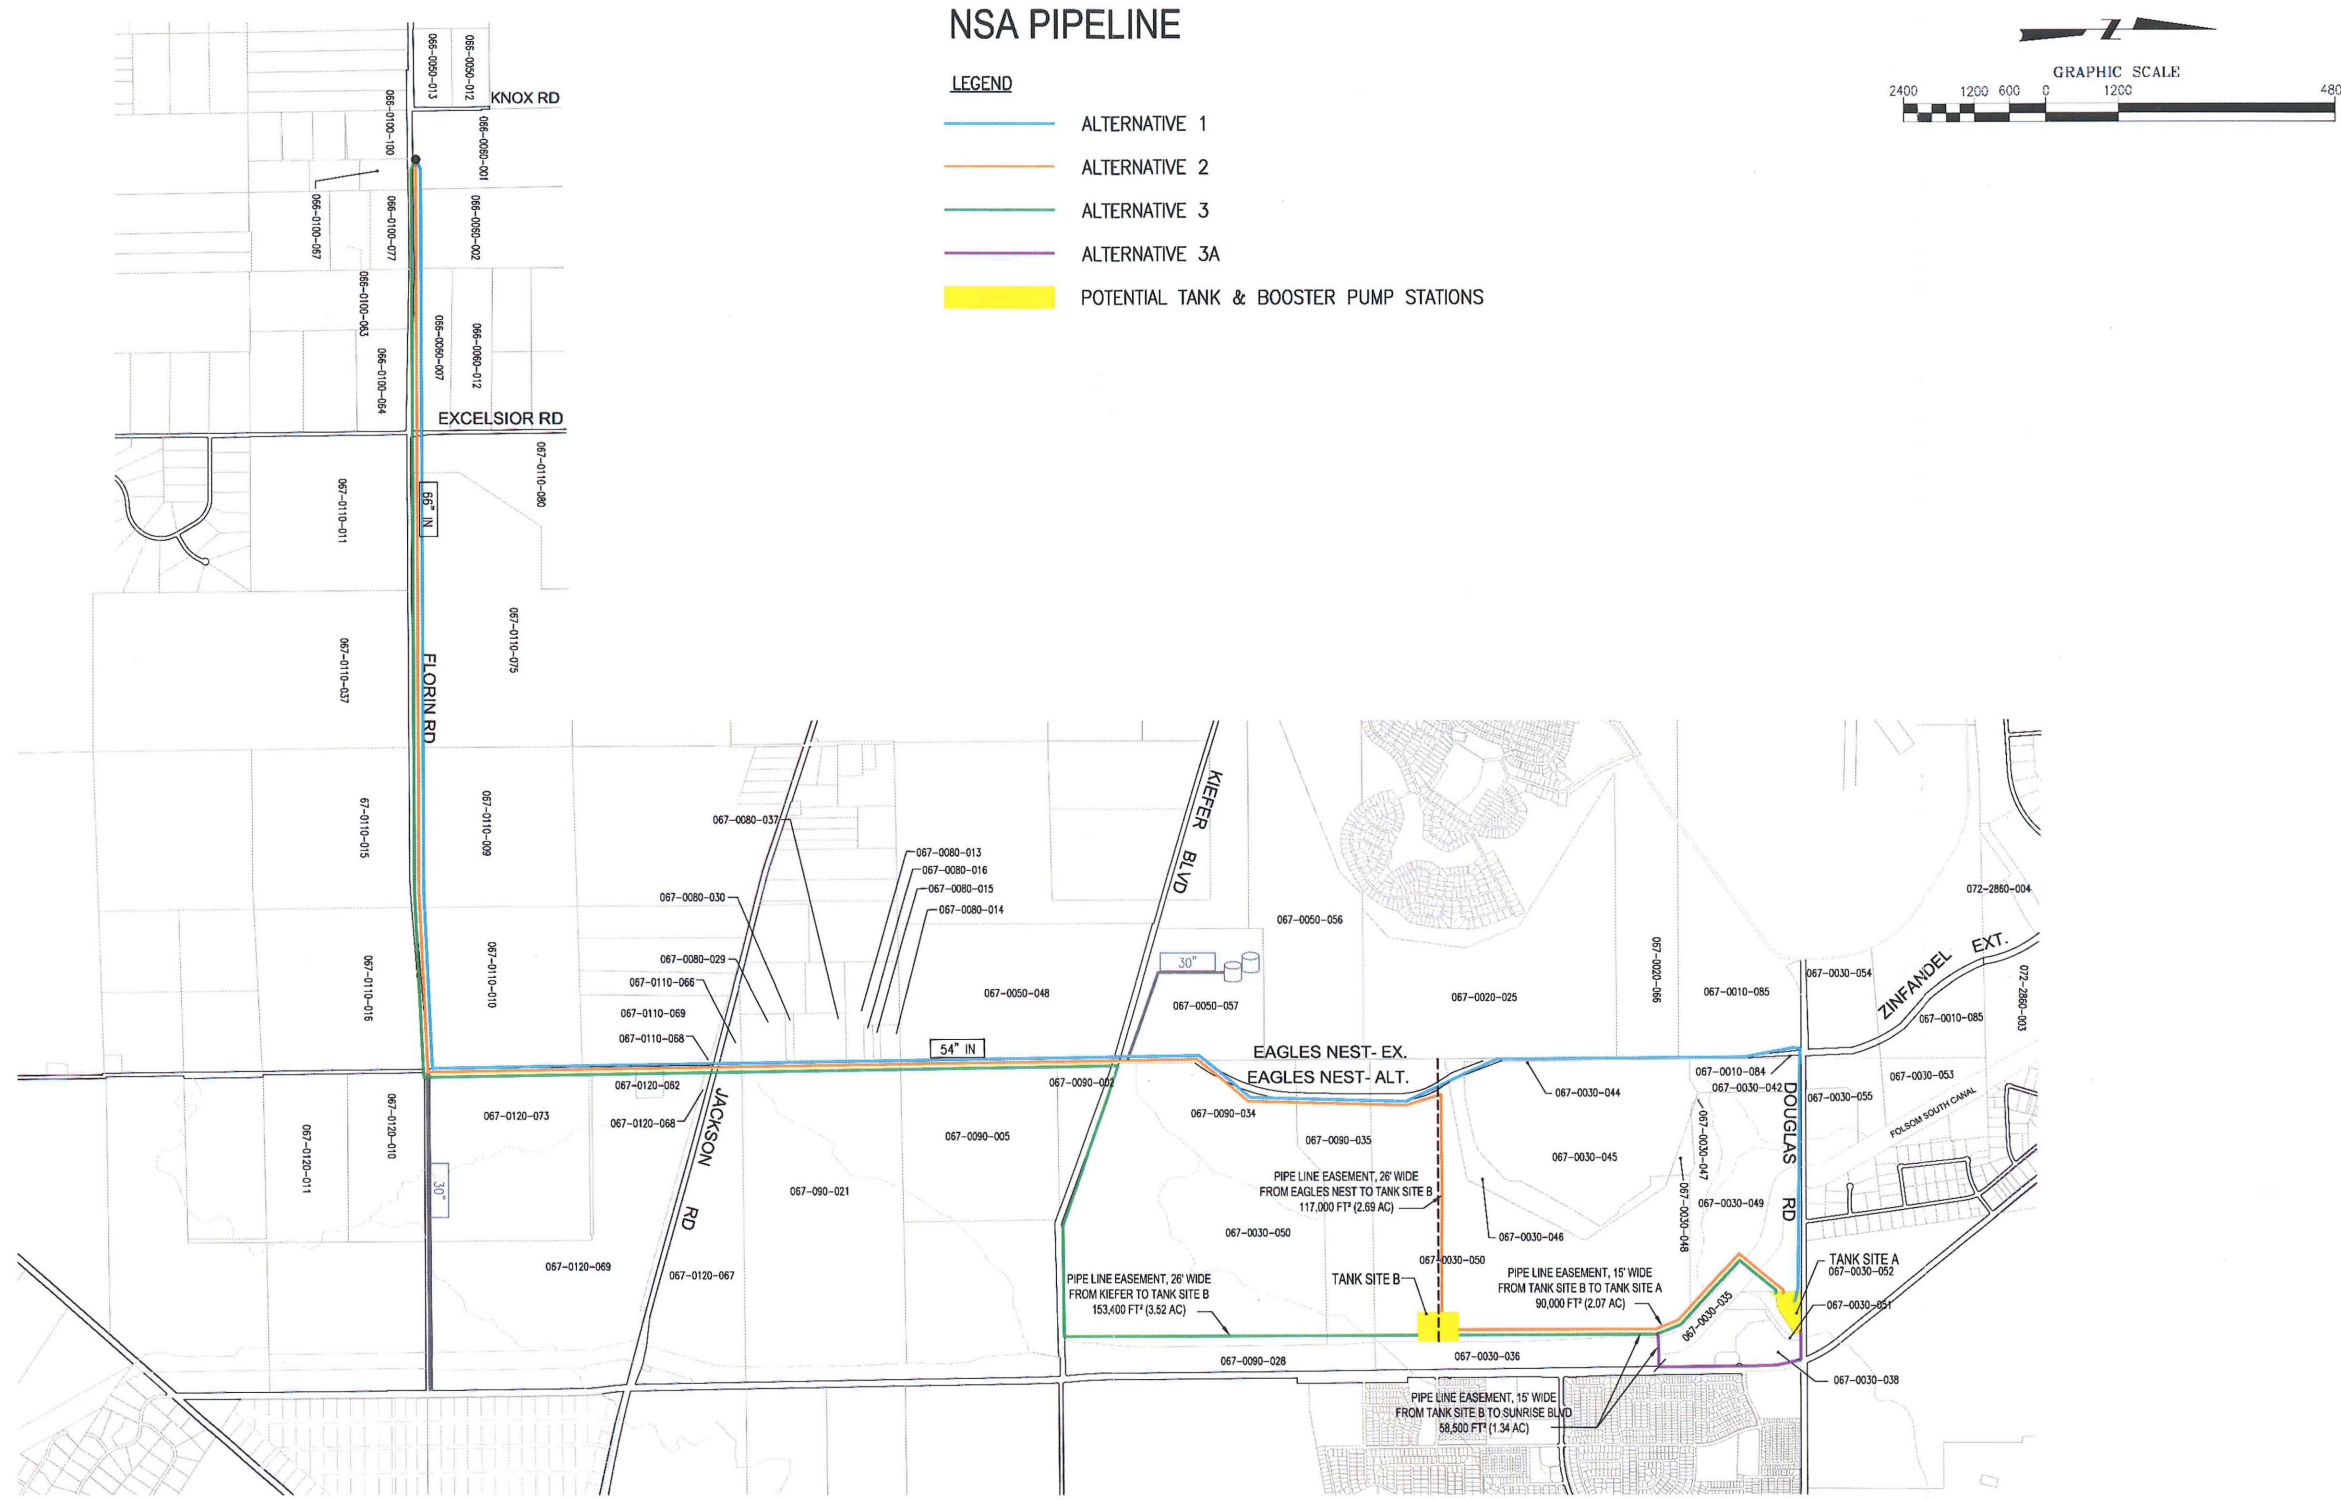 NSA PIPELINE
LEGEND
ALTERNATIVE 1
ALTERNATIVE 2
ALTERNATIVE 3
ALTERNATIVE 3A
POTENTIAL TANK & BOOSTER PUMP STATIONS
Z
GRAPHIC SCALE
2400 1200 600 0 1200 480
066-0050-013
066-0050-012
KNOX RD
066-0100-100
066-0060-001
066-0100-067
066-0100-077
066-0060-002
066-0100-063
066-0100-064
066-0060-007
066-0060-012
EXCELSIOR RD
067-0110-080
067-0110-011
66" IN
067-0110-075
067-0110-037
FLORIN RD
67-0110-015
067-0110-009
067-0110-016
067-0110-010
067-0080-037
067-0080-013
067-0080-016
067-0080-015
067-0080-014
067-0080-030
067-0080-029
067-0110-066
067-0110-069
067-0110-068
067-0050-048
54" IN
KIEFER BLVD
30"
067-0050-057
067-0050-056
067-0020-025
067-0020-066
067-0010-085
072-2860-004
067-0030-054
ZINFANDEL EXT.
067-0010-085
072-2860-003
EAGLES NEST- EX.
EAGLES NEST- ALT.
067-0010-084
067-0030-042
067-0030-044
067-0030-053
067-0030-055
FOLSOM SOUTH CANAL
DOUGLAS RD
067-0120-062
067-0120-068
JACKSON RD
067-0120-073
067-0120-010
067-0120-011
30"
067-0120-069
067-0120-067
067-090-021
067-0090-005
067-0090-002
067-0090-034
067-0090-035
067-0030-045
067-0030-047
067-0030-048
067-0030-049
PIPE LINE EASEMENT, 26' WIDE
FROM EAGLES NEST TO TANK SITE B
117,000 FT² (2.69 AC)
067-0030-050
067-0030-046
067-0030-050
TANK SITE B
PIPE LINE EASEMENT, 26' WIDE
FROM KIEFER TO TANK SITE B
153,400 FT² (3.52 AC)
PIPE LINE EASEMENT, 15' WIDE
FROM TANK SITE B TO TANK SITE A
90,000 FT² (2.07 AC)
067-0030-035
TANK SITE A
067-0030-052
067-0030-051
067-0090-028
067-0030-036
067-0030-038
PIPE LINE EASEMENT, 15' WIDE
FROM TANK SITE B TO SUNRISE BLVD
58,500 FT² (1.34 AC)